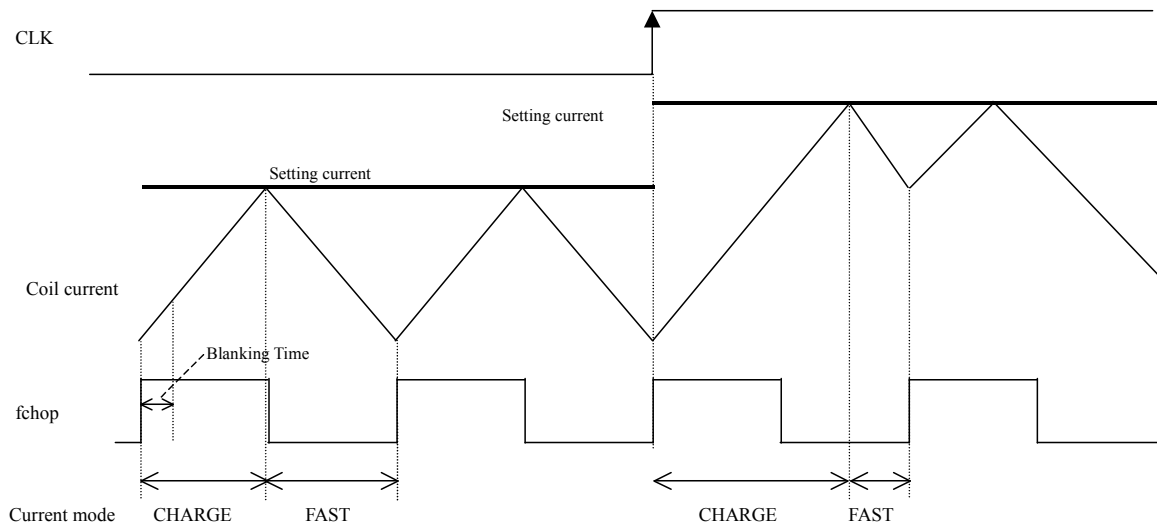 CLK
Setting current
Setting current
Coil current
Blanking Time
fchop
Current mode CHARGE FAST CHARGE FAST